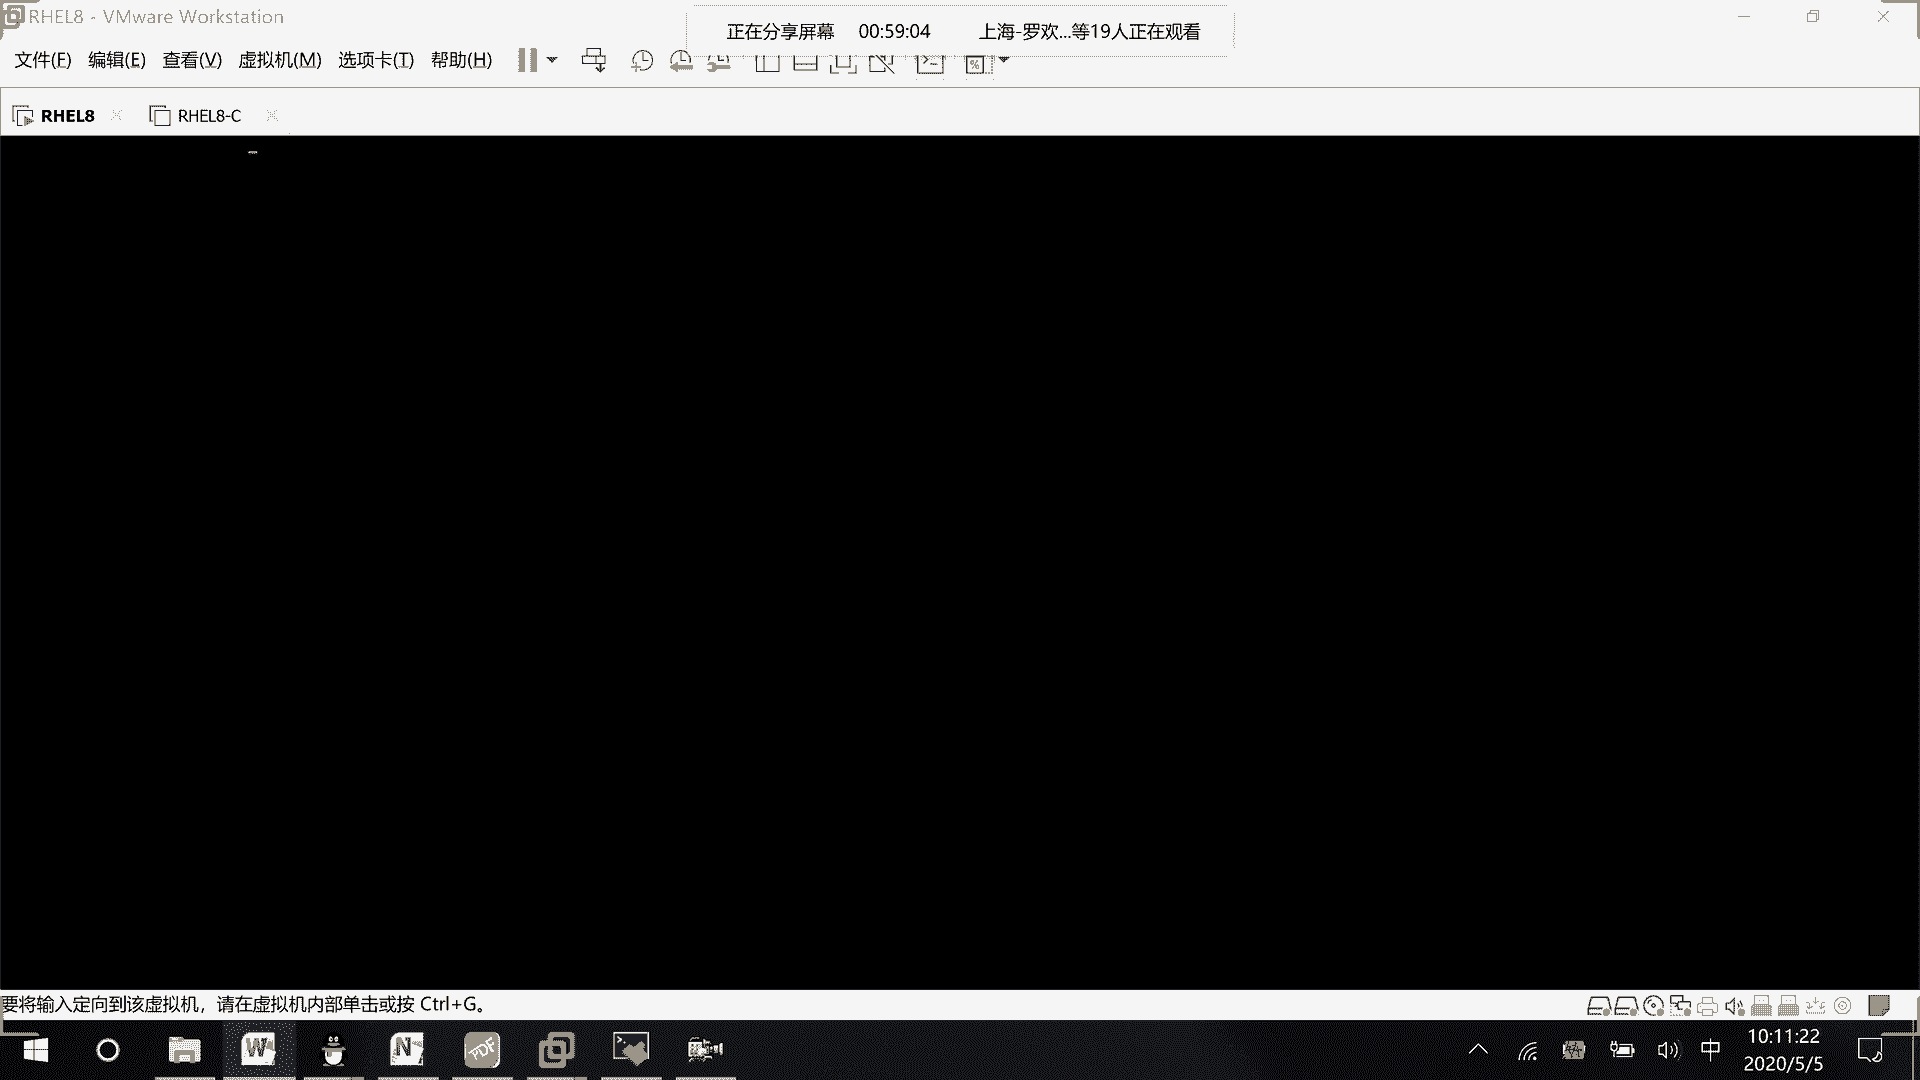 RHEL8 - VMware Workstation
正在分享屏幕 00:59:04 上海-罗欢...等19人正在观看
文件(F) 编辑(E) 查看(V) 虚拟机(M) 选项卡(T) 帮助(H)
RHEL8 RHEL8-C
要将输入定向到该虚拟机，请在虚拟机内部单击或按 Ctrl+G。
W N PDF 中 10:11:22
2020/5/5